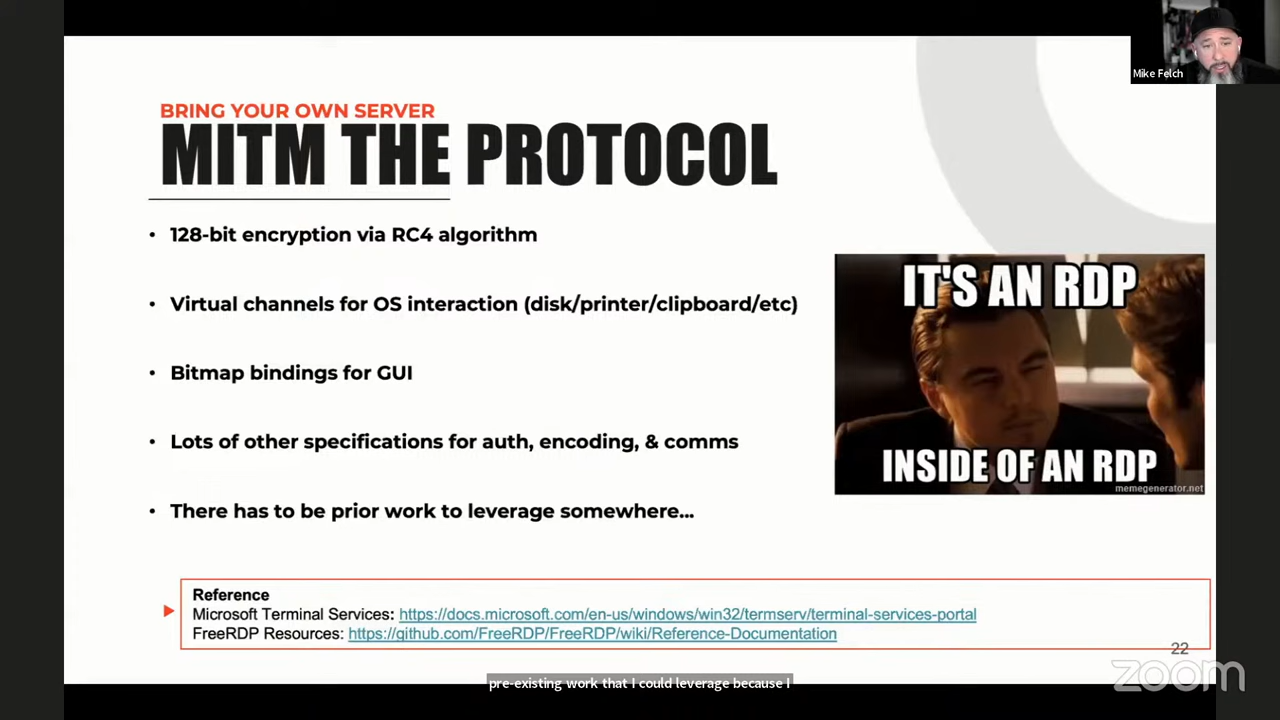 Mike Felch
BRING YOUR OWN SERVER
MITM THE PROTOCOL
• 128-bit encryption via RC4 algorithm
• Virtual channels for OS interaction (disk/printer/clipboard/etc)
• Bitmap bindings for GUI
• Lots of other specifications for auth, encoding, & comms
• There has to be prior work to leverage somewhere...
IT'S AN RDP
INSIDE OF AN RDP
memegenerator.net
Reference
Microsoft Terminal Services: https://docs.microsoft.com/en-us/windows/win32/termserv/terminal-services-portal
FreeRDP Resources: https://github.com/FreeRDP/FreeRDP/wiki/Reference-Documentation
22
zoom
pre-existing work that I could leverage because I